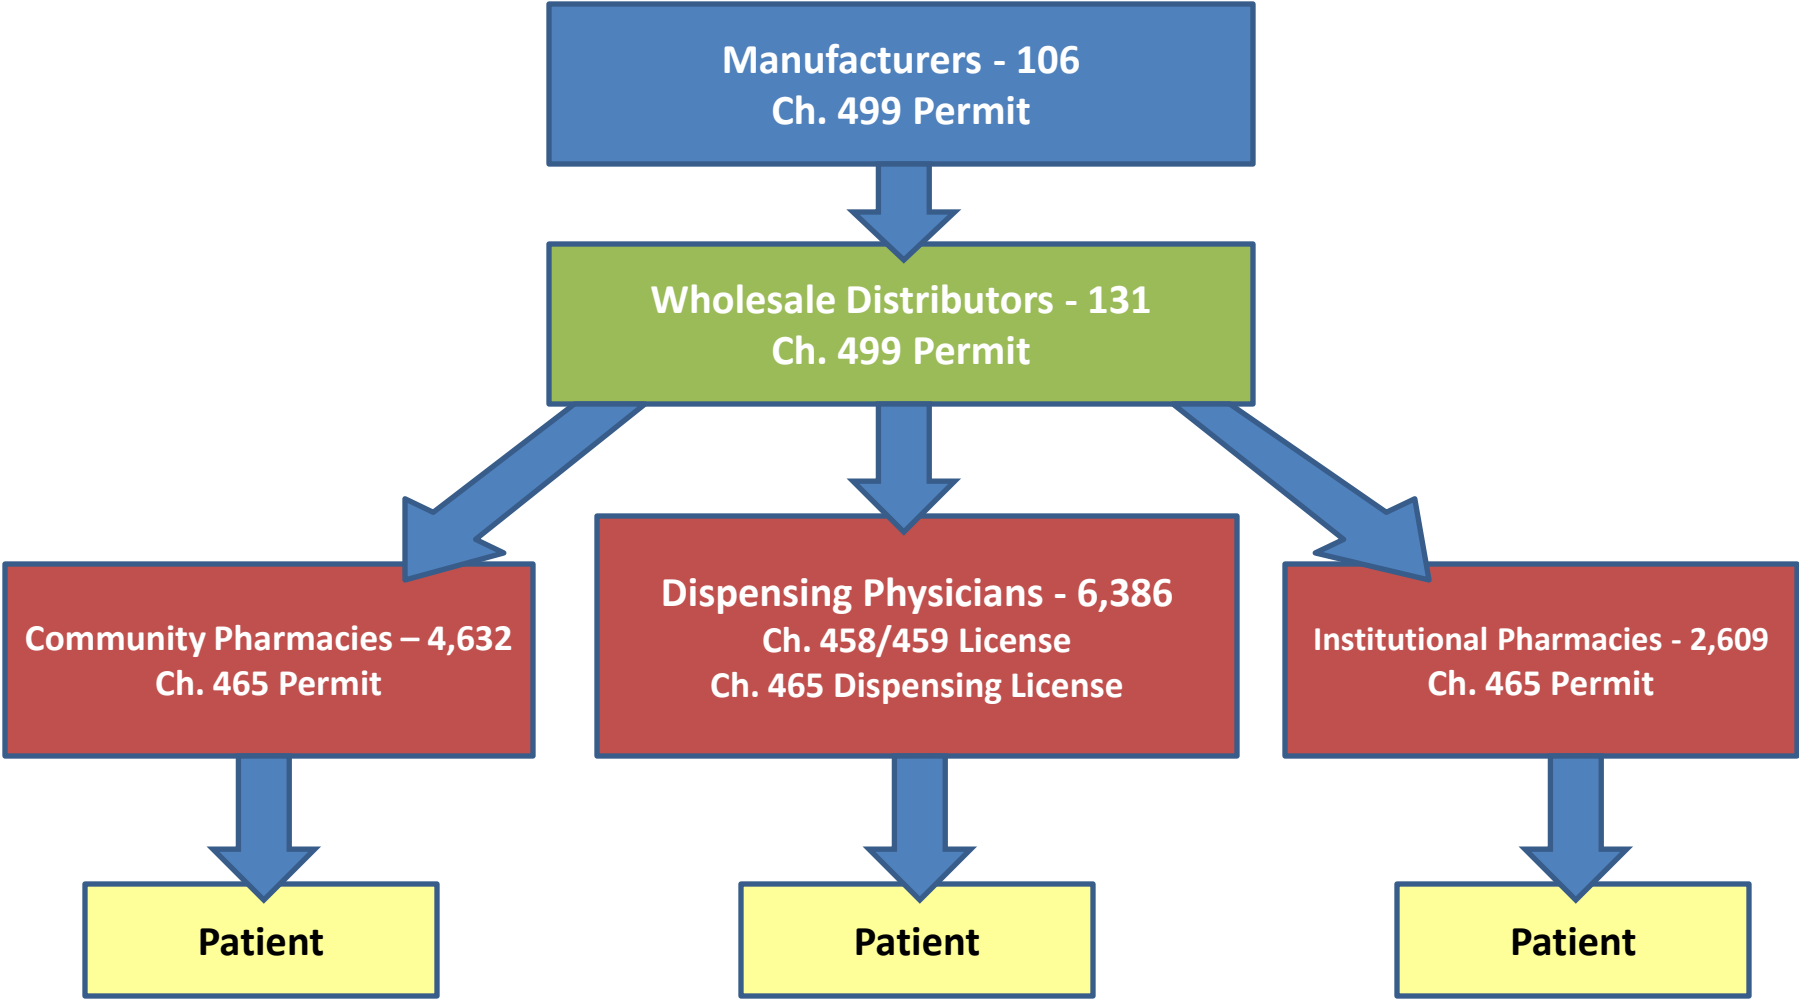 Manufacturers - 106
Ch. 499 Permit
Wholesale Distributors - 131
Ch. 499 Permit
Community Pharmacies – 4,632
Ch. 465 Permit
Dispensing Physicians - 6,386
Ch. 458/459 License
Ch. 465 Dispensing License
Institutional Pharmacies - 2,609
Ch. 465 Permit
Patient
Patient
Patient